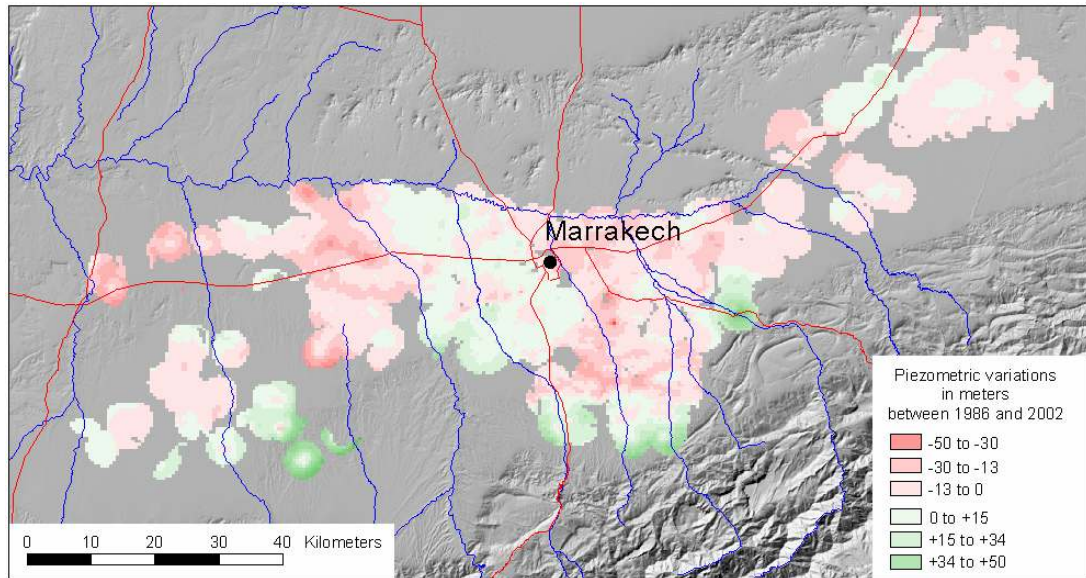 Marrakech
Piezometric variations
in meters
between 1986 and 2002
-50 to -30
-30 to -13
-13 to 0
0 to +15
+15 to +34
+34 to +50
0 10 20 30 40 Kilometers